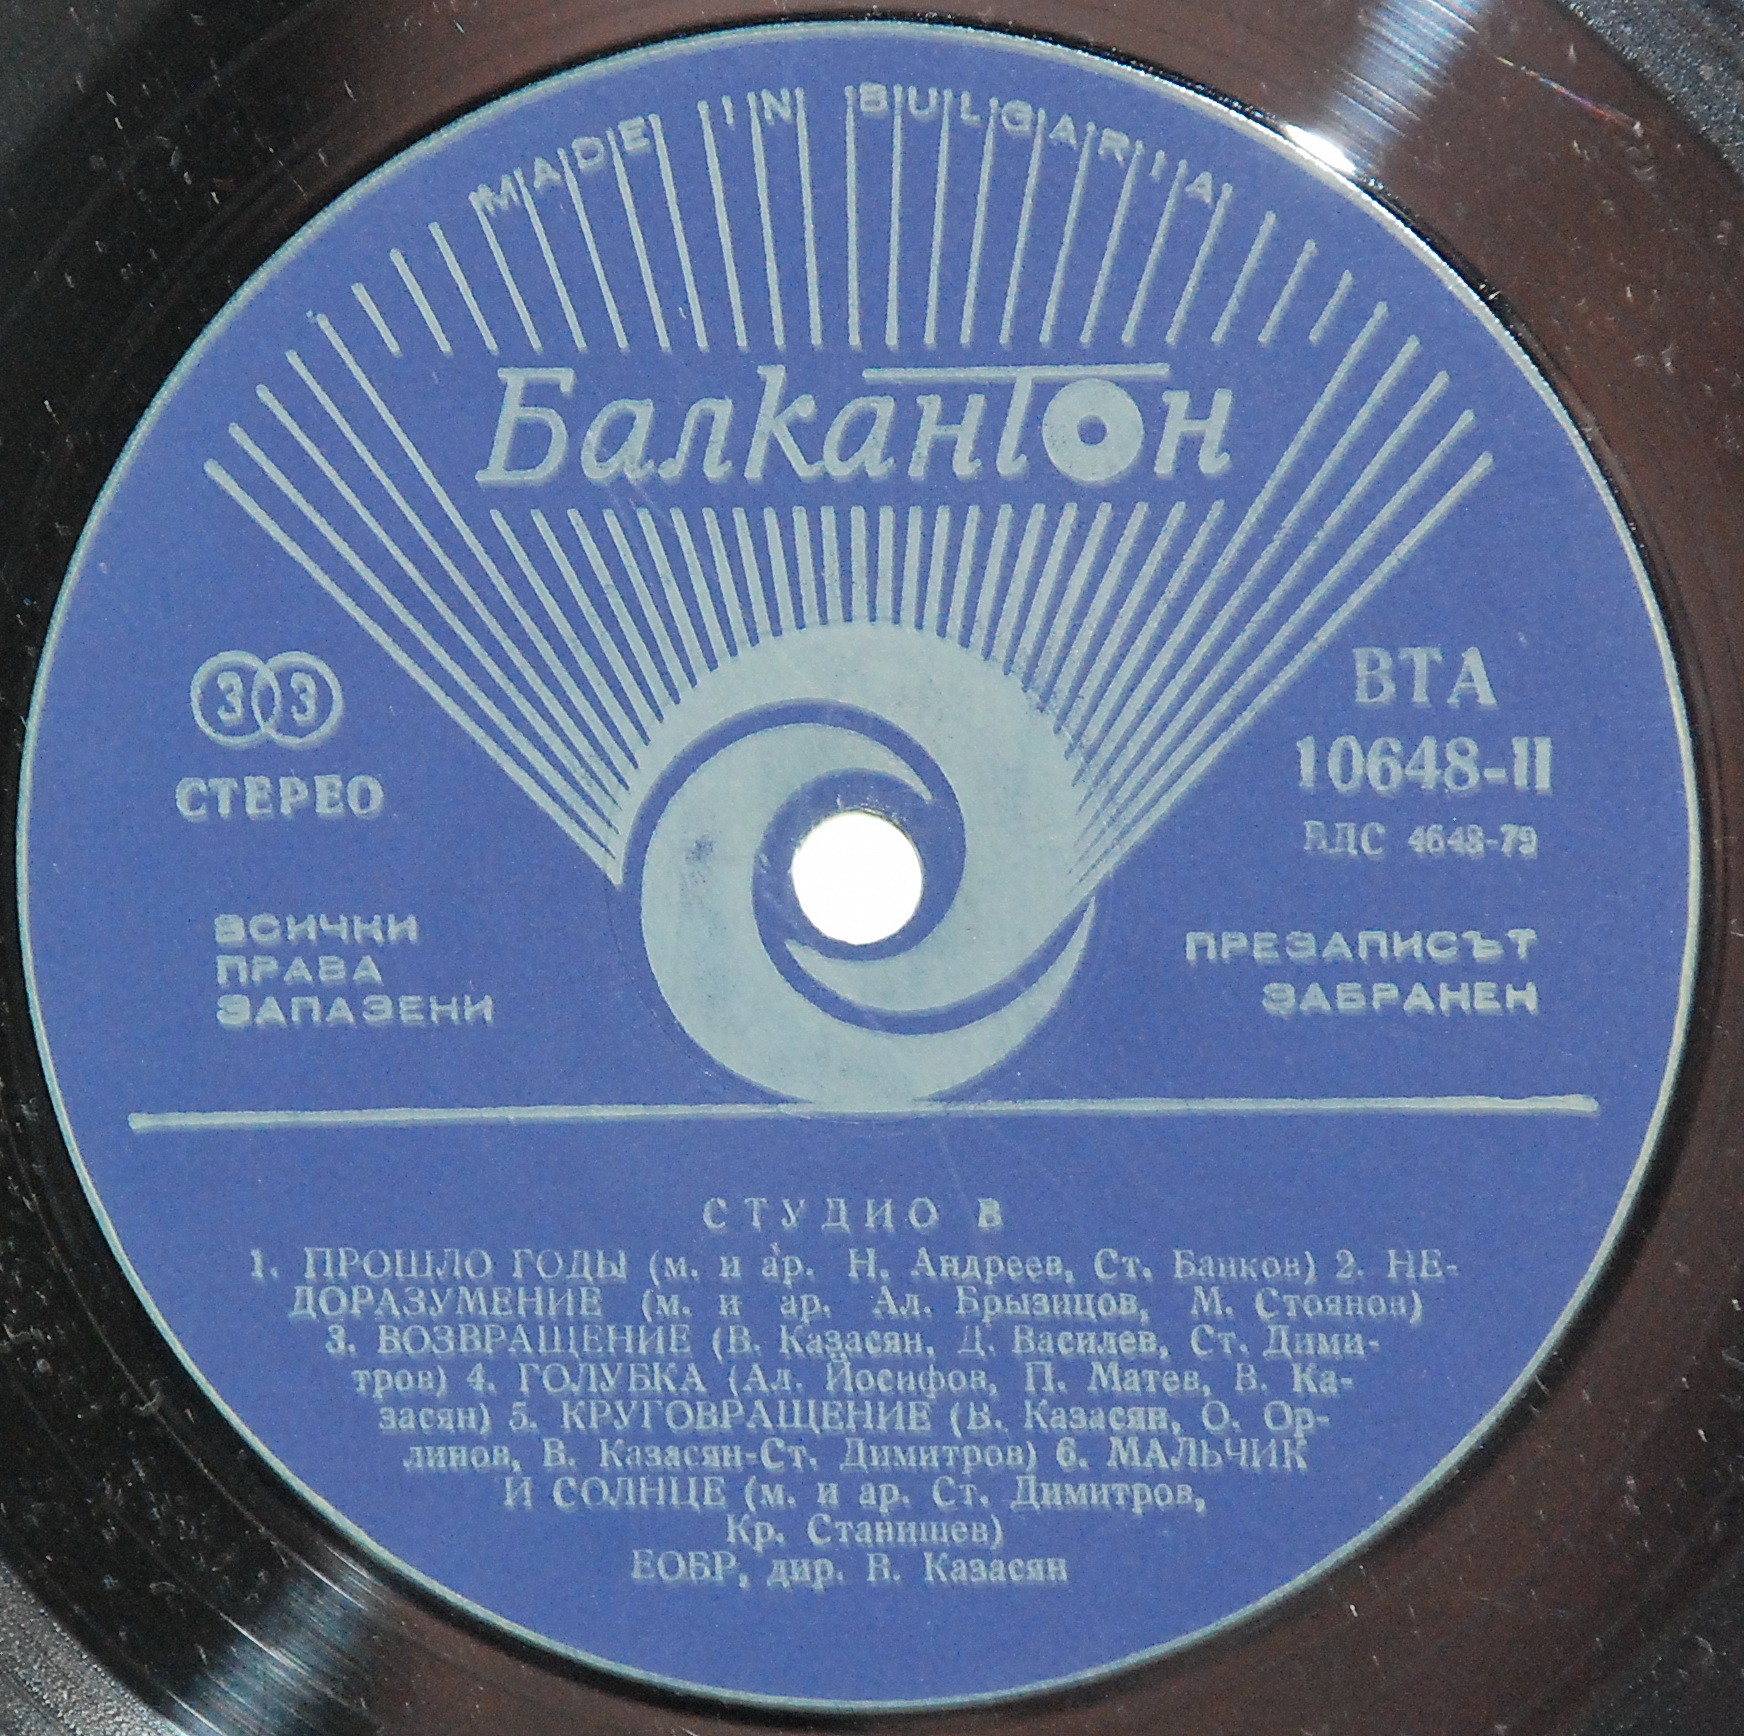 MADE IN BULGARIA
Балкантон
33
СТЕРЕО
ВТА
10648-II
ВДС 4648-79
ВСИЧКИ
ПРАВА
ЗАПАЗЕНИ
ПРЕЗАПИСЪТ
ЗАБРАНЕН
СТУДИО В
1. ПРОШЛО ГОДЫ (м. и ар. Н. Андреев, Ст. Банков) 2. НЕ-
ДОРАЗУМЕНИЕ (м. и ар. Ал. Брызицов, М. Стоянов)
3. ВОЗВРАЩЕНИЕ (В. Казасян, Д. Василев, Ст. Дими-
тров) 4. ГОЛУБКА (Ал. Йосифов, П. Матев, В. Ка-
засян) 5. КРУГОВРАЩЕНИЕ (В. Казасян, О. Ор-
линов, В. Казасян-Ст. Димитров) 6. МАЛЬЧИК
И СОЛНЦЕ (м. и ар. Ст. Димитров,
Кр. Станишев)
ЕОБР, дир. В. Казасян